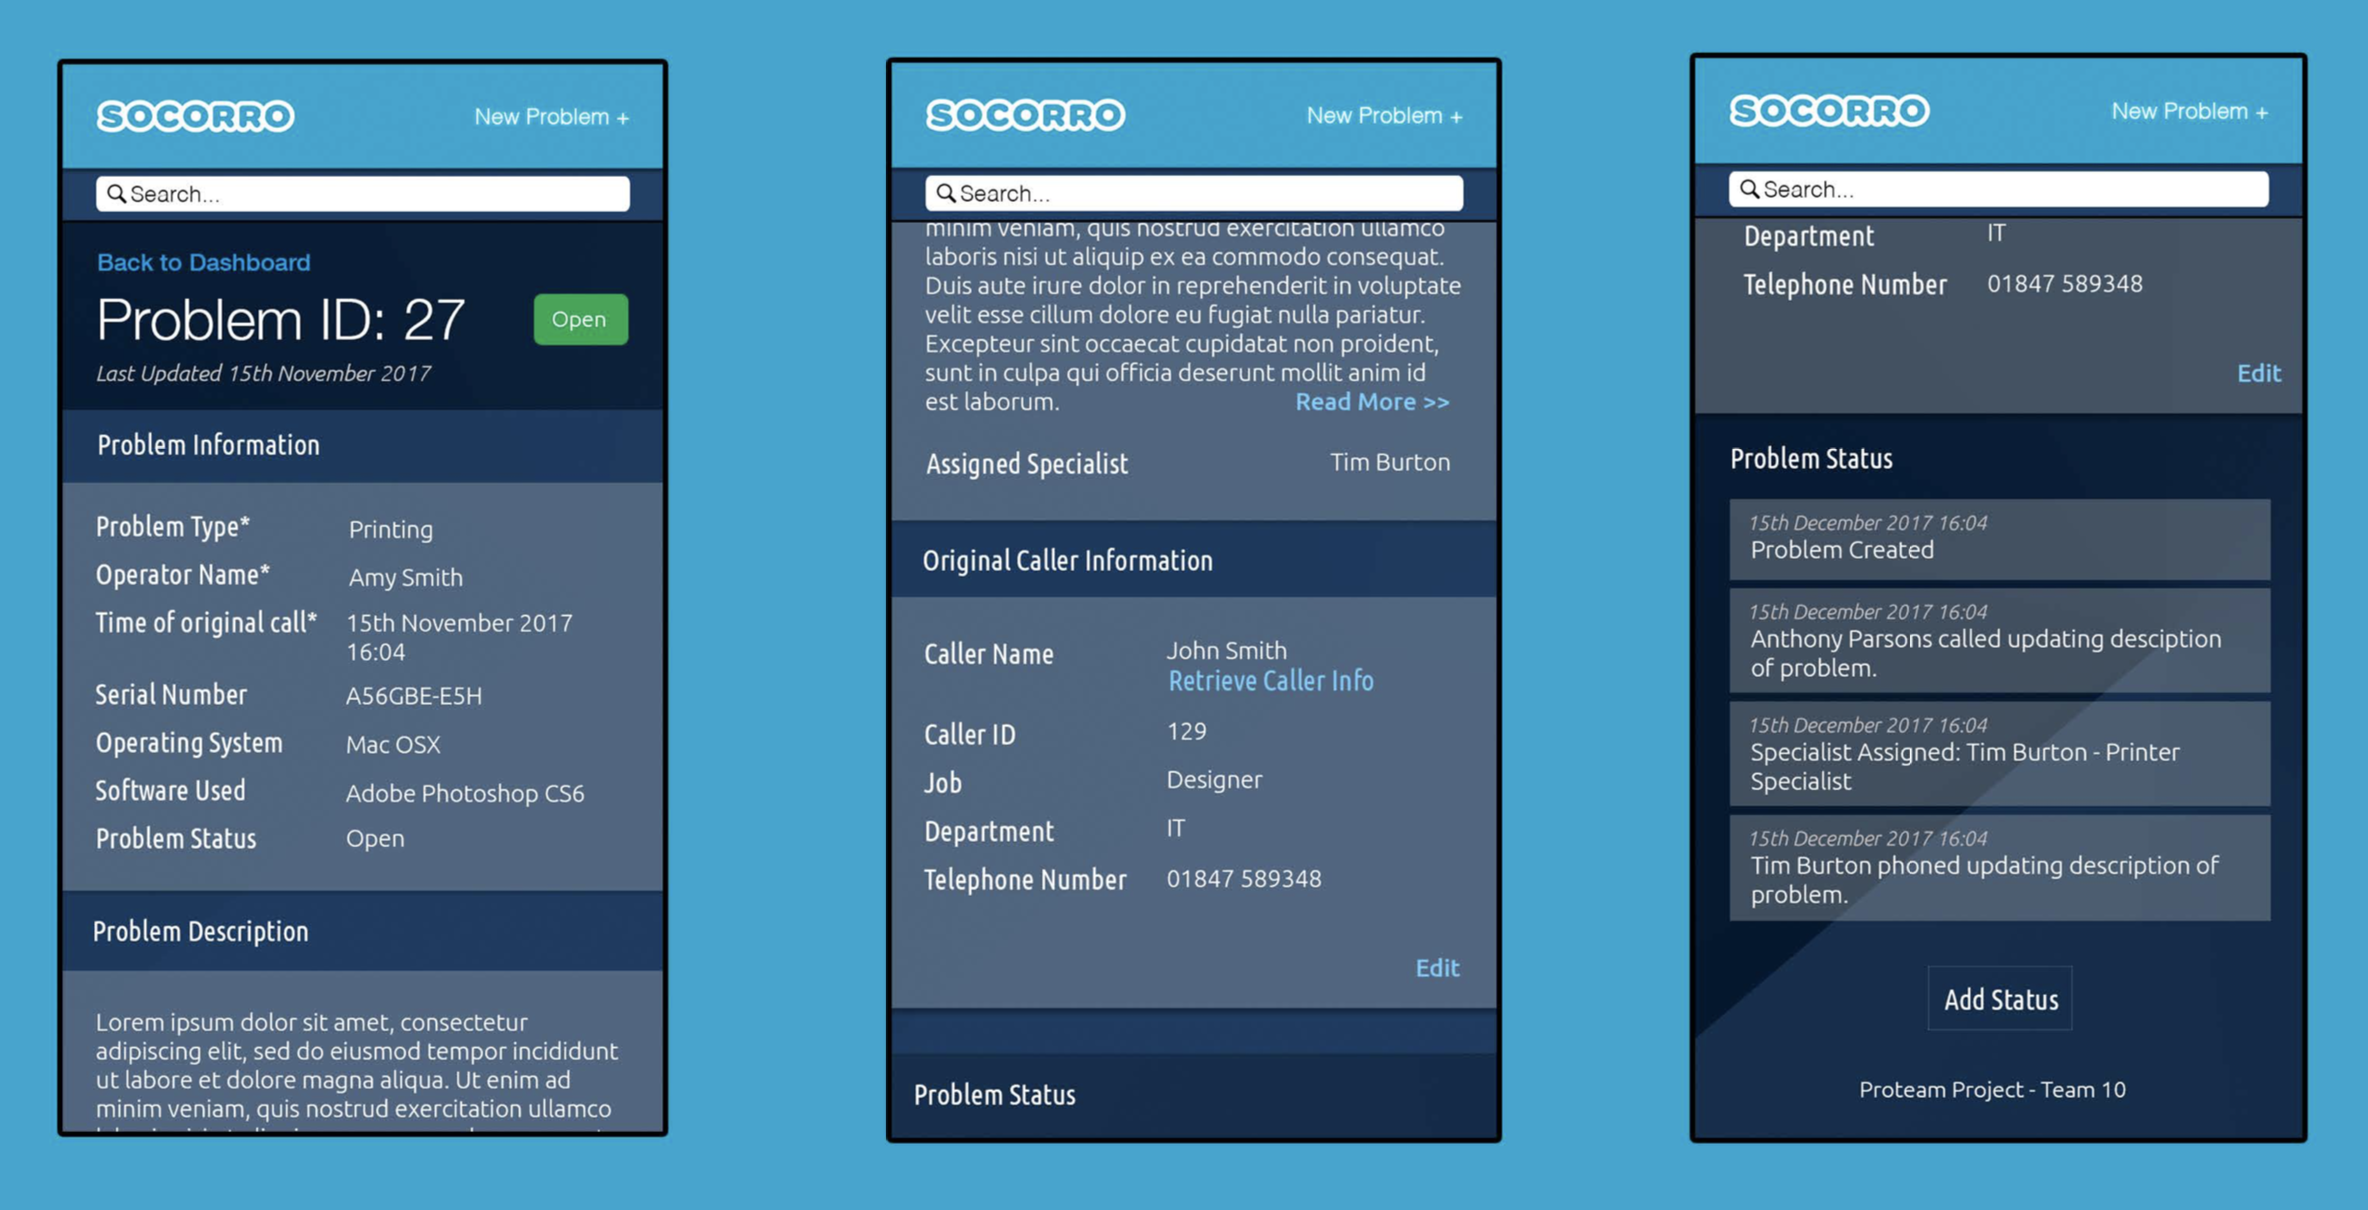 SOCORRO
New Problem +
Search...
Back to Dashboard
Problem ID: 27
Open
Last Updated 15th November 2017
Problem Information
Problem Type* Printing
Operator Name* Amy Smith
Time of original call* 15th November 2017
16:04
Serial Number A56GBE-E5H
Operating System Mac OSX
Software Used Adobe Photoshop CS6
Problem Status Open
Problem Description
Lorem ipsum dolor sit amet, consectetur
adipiscing elit, sed do eiusmod tempor incididunt
ut labore et dolore magna aliqua. Ut enim ad
minim veniam, quis nostrud exercitation ullamco
SOCORRO
New Problem +
Search...
minim veniam, quis nostrud exercitation ullamco
laboris nisi ut aliquip ex ea commodo consequat.
Duis aute irure dolor in reprehenderit in voluptate
velit esse cillum dolore eu fugiat nulla pariatur.
Excepteur sint occaecat cupidatat non proident,
sunt in culpa qui officia deserunt mollit anim id
est laborum. Read More >>
Assigned Specialist Tim Burton
Original Caller Information
Caller Name John Smith
Retrieve Caller Info
Caller ID 129
Job Designer
Department IT
Telephone Number 01847 589348
Edit
Problem Status
SOCORRO
New Problem +
Search...
Department IT
Telephone Number 01847 589348
Edit
Problem Status
15th December 2017 16:04
Problem Created
15th December 2017 16:04
Anthony Parsons called updating desciption
of problem.
15th December 2017 16:04
Specialist Assigned: Tim Burton - Printer
Specialist
15th December 2017 16:04
Tim Burton phoned updating description of
problem.
Add Status
Proteam Project - Team 10